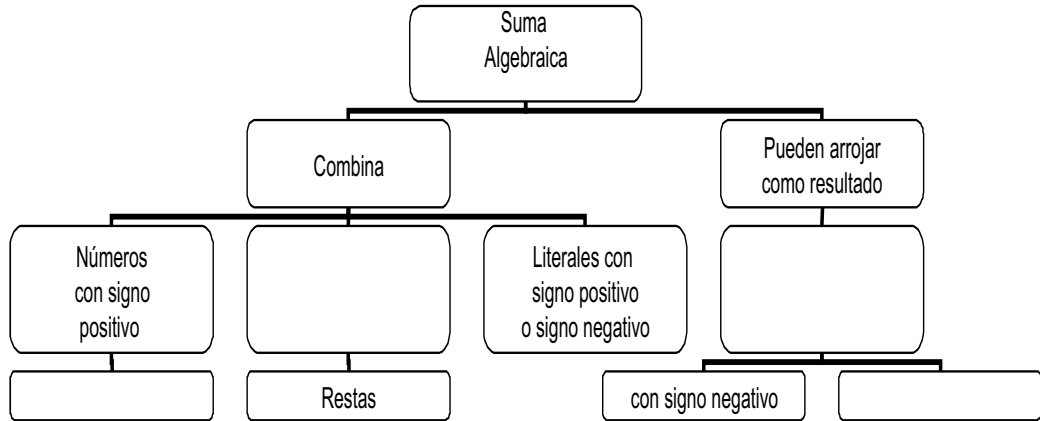 Suma
Algebraica
Combina
Pueden arrojar
como resultado
Números
con signo
positivo
Literales con
signo positivo
o signo negativo
Restas
con signo negativo